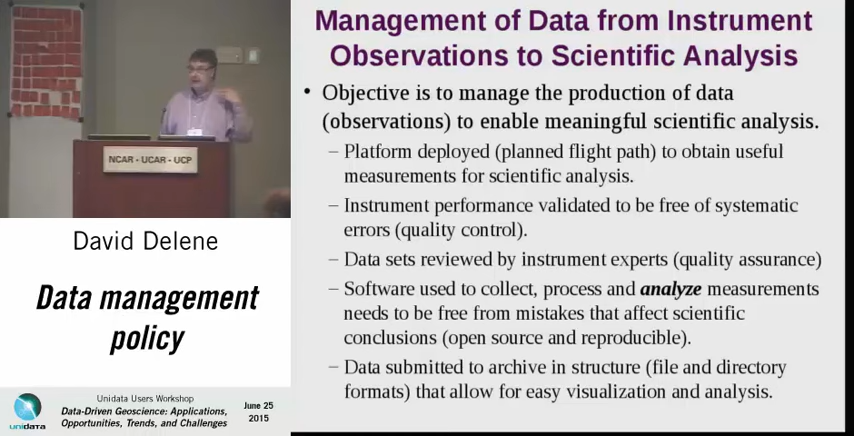 Management of Data from Instrument
Observations to Scientific Analysis
• Objective is to manage the production of data
(observations) to enable meaningful scientific analysis.
– Platform deployed (planned flight path) to obtain useful
measurements for scientific analysis.
– Instrument performance validated to be free of systematic
errors (quality control).
– Data sets reviewed by instrument experts (quality assurance)
– Software used to collect, process and analyze measurements
needs to be free from mistakes that affect scientific
conclusions (open source and reproducible).
– Data submitted to archive in structure (file and directory
formats) that allow for easy visualization and analysis.
NCAR - UCAR - UCP
David Delene
Data management
policy
unidata
Unidata Users Workshop
Data-Driven Geoscience: Applications,
Opportunities, Trends, and Challenges
June 25
2015